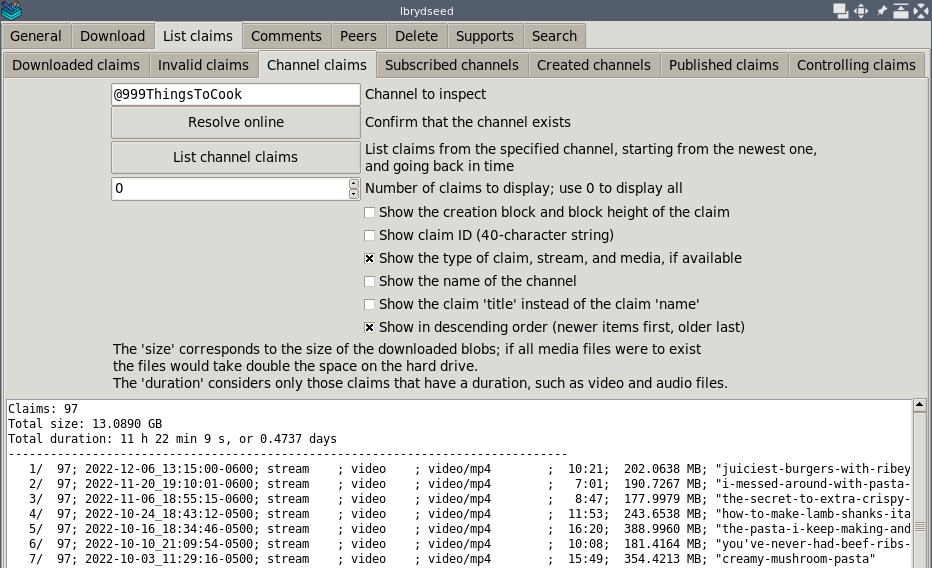 lbrydseed
General Download List claims Comments Peers Delete Supports Search
Downloaded claims Invalid claims Channel claims Subscribed channels Created channels Published claims Controlling claims
@999ThingsToCook Channel to inspect
Resolve online Confirm that the channel exists
List channel claims List claims from the specified channel, starting from the newest one,
and going back in time
0 Number of claims to display; use 0 to display all
Show the creation block and block height of the claim
Show claim ID (40-character string)
Show the type of claim, stream, and media, if available
Show the name of the channel
Show the claim 'title' instead of the claim 'name'
Show in descending order (newer items first, older last)
The 'size' corresponds to the size of the downloaded blobs; if all media files were to exist
the files would take double the space on the hard drive.
The 'duration' considers only those claims that have a duration, such as video and audio files.
Claims: 97
Total size: 13.0890 GB
Total duration: 11 h 22 min 9 s, or 0.4737 days
--------------------------------------------------------------------------------
1/ 97; 2022-12-06_13:15:00-0600; stream ; video ; video/mp4 ; 10:21; 202.0638 MB; "juiciest-burgers-with-ribey
2/ 97; 2022-11-20_19:10:01-0600; stream ; video ; video/mp4 ; 7:01; 190.7267 MB; "i-messed-around-with-pasta-
3/ 97; 2022-11-06_18:55:15-0600; stream ; video ; video/mp4 ; 8:47; 177.9979 MB; "the-secret-to-extra-crispy-
4/ 97; 2022-10-24_18:43:12-0500; stream ; video ; video/mp4 ; 11:53; 243.6538 MB; "how-to-make-lamb-shanks-ita
5/ 97; 2022-10-16_18:34:46-0500; stream ; video ; video/mp4 ; 16:20; 388.9960 MB; "the-pasta-i-keep-making-and
6/ 97; 2022-10-10_21:09:54-0500; stream ; video ; video/mp4 ; 10:08; 181.4164 MB; "you've-never-had-beef-ribs-
7/ 97; 2022-10-03_11:29:16-0500; stream ; video ; video/mp4 ; 15:49; 354.4213 MB; "creamy-mushroom-pasta"